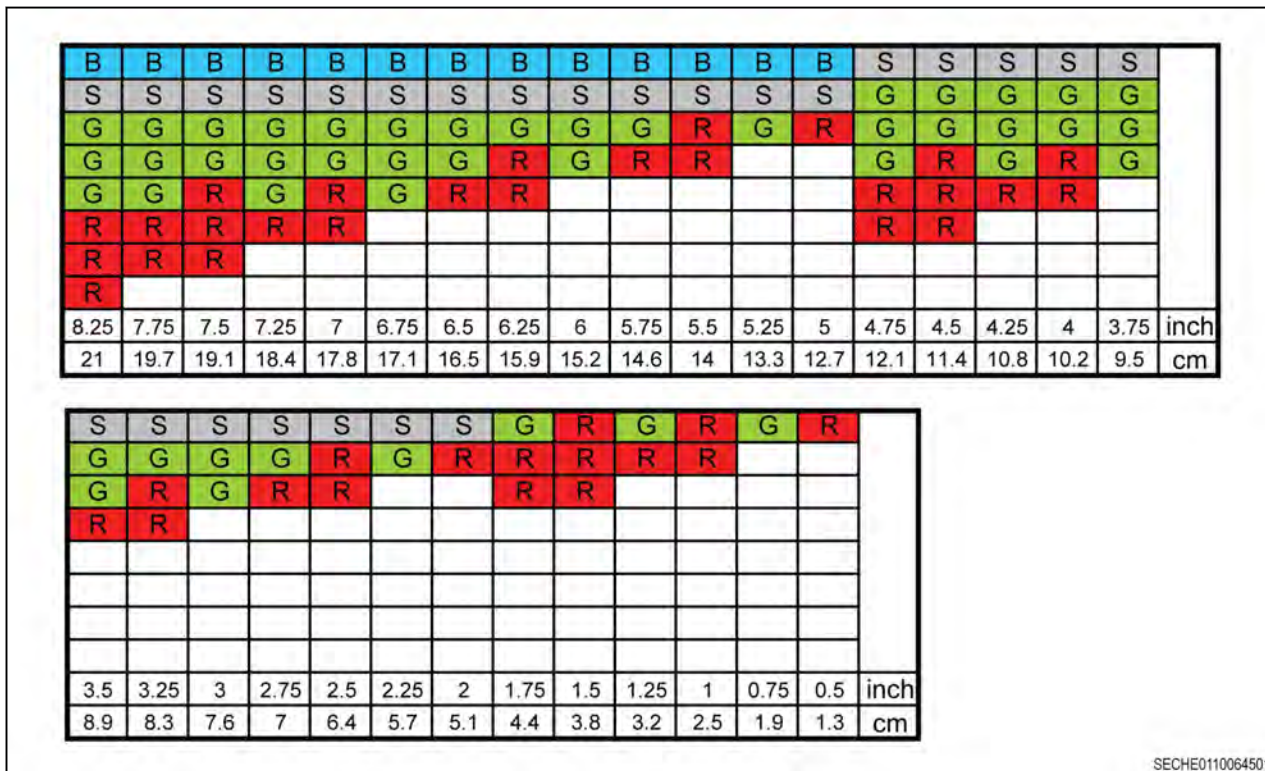 B B B B B B B B B B B B B S S S S S
S S S S S S S S S S S S S G G G G G
G G G G G G G G G G R G R G G G G G
G G G G G G G R G R R G R G R G
G G R G R G R R R R R R
R R R R R R R
R R R
R
8.25 7.75 7.5 7.25 7 6.75 6.5 6.25 6 5.75 5.5 5.25 5 4.75 4.5 4.25 4 3.75 inch
21 19.7 19.1 18.4 17.8 17.1 16.5 15.9 15.2 14.6 14 13.3 12.7 12.1 11.4 10.8 10.2 9.5 cm
S S S S S S S G R G R G R
G G G G R G R R R R R
G R G R R R R
R R
3.5 3.25 3 2.75 2.5 2.25 2 1.75 1.5 1.25 1 0.75 0.5 inch
8.9 8.3 7.6 7 6.4 5.7 5.1 4.4 3.8 3.2 2.5 1.9 1.3 cm
SECHE0110064501